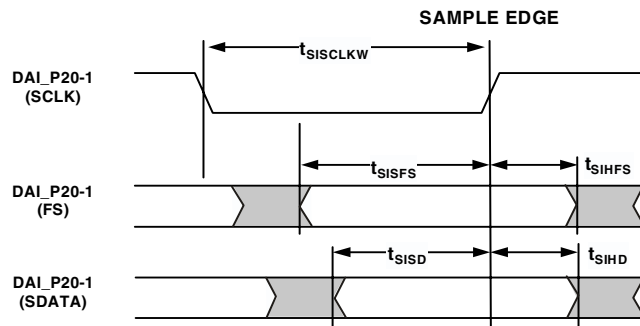 SAMPLE EDGE
tSISCLKW
DAI_P20-1
(SCLK)
tSISFS
tSIHFS
DAI_P20-1
(FS)
tSISD
tSIHD
DAI_P20-1
(SDATA)